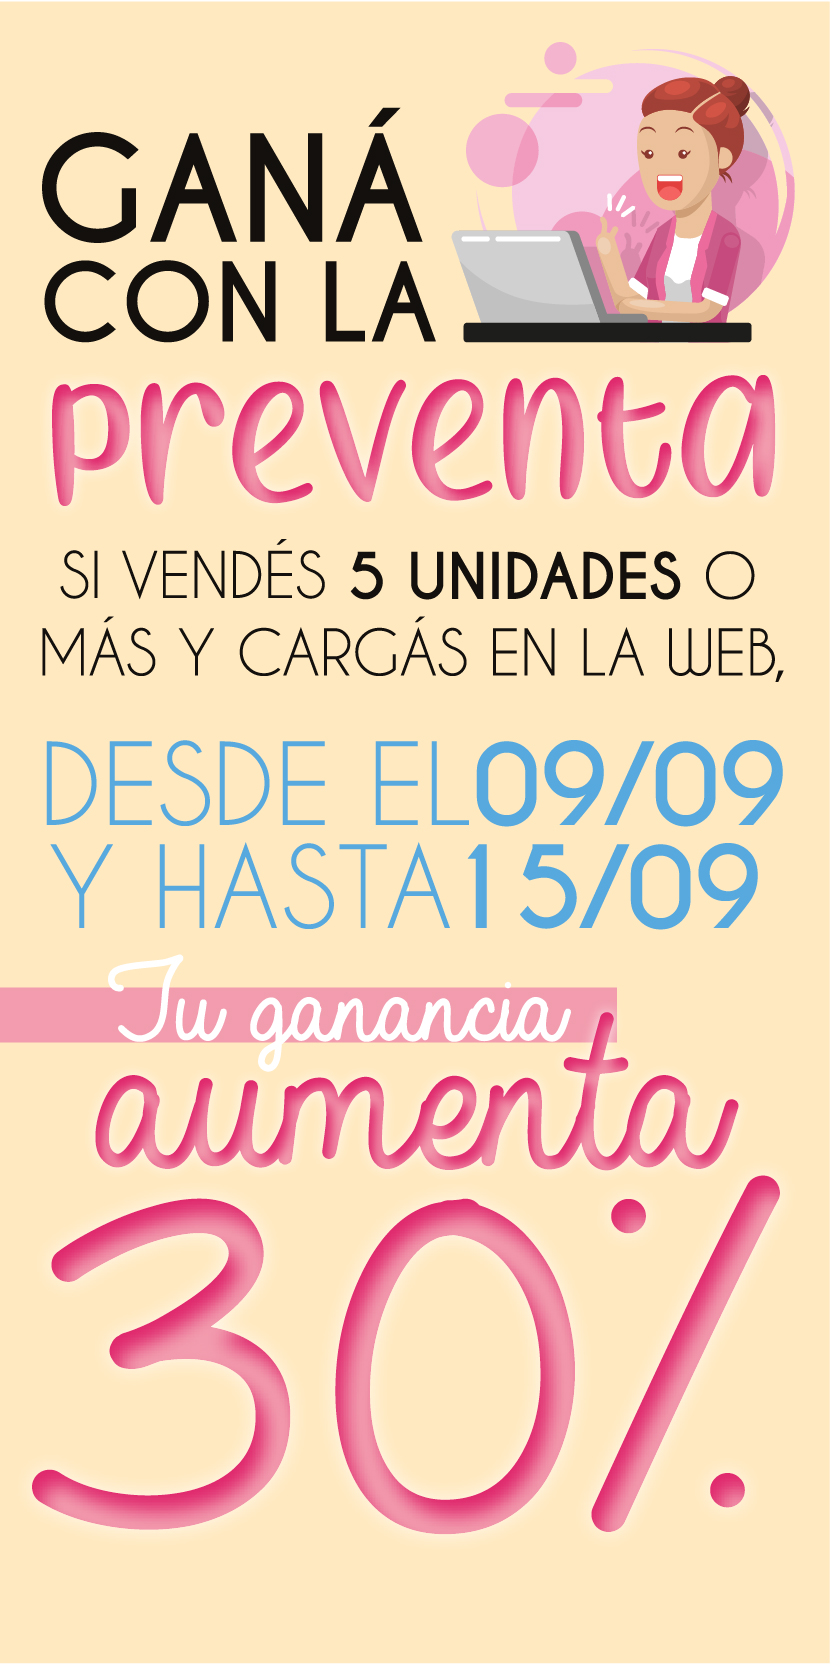 GANÁ
CON LA
preventa
SI VENDÉS 5 UNIDADES O
MÁS Y CARGÁS EN LA WEB,
DESDE EL 09/09
Y HASTA 15/09
Tu ganancia
aumenta
30%